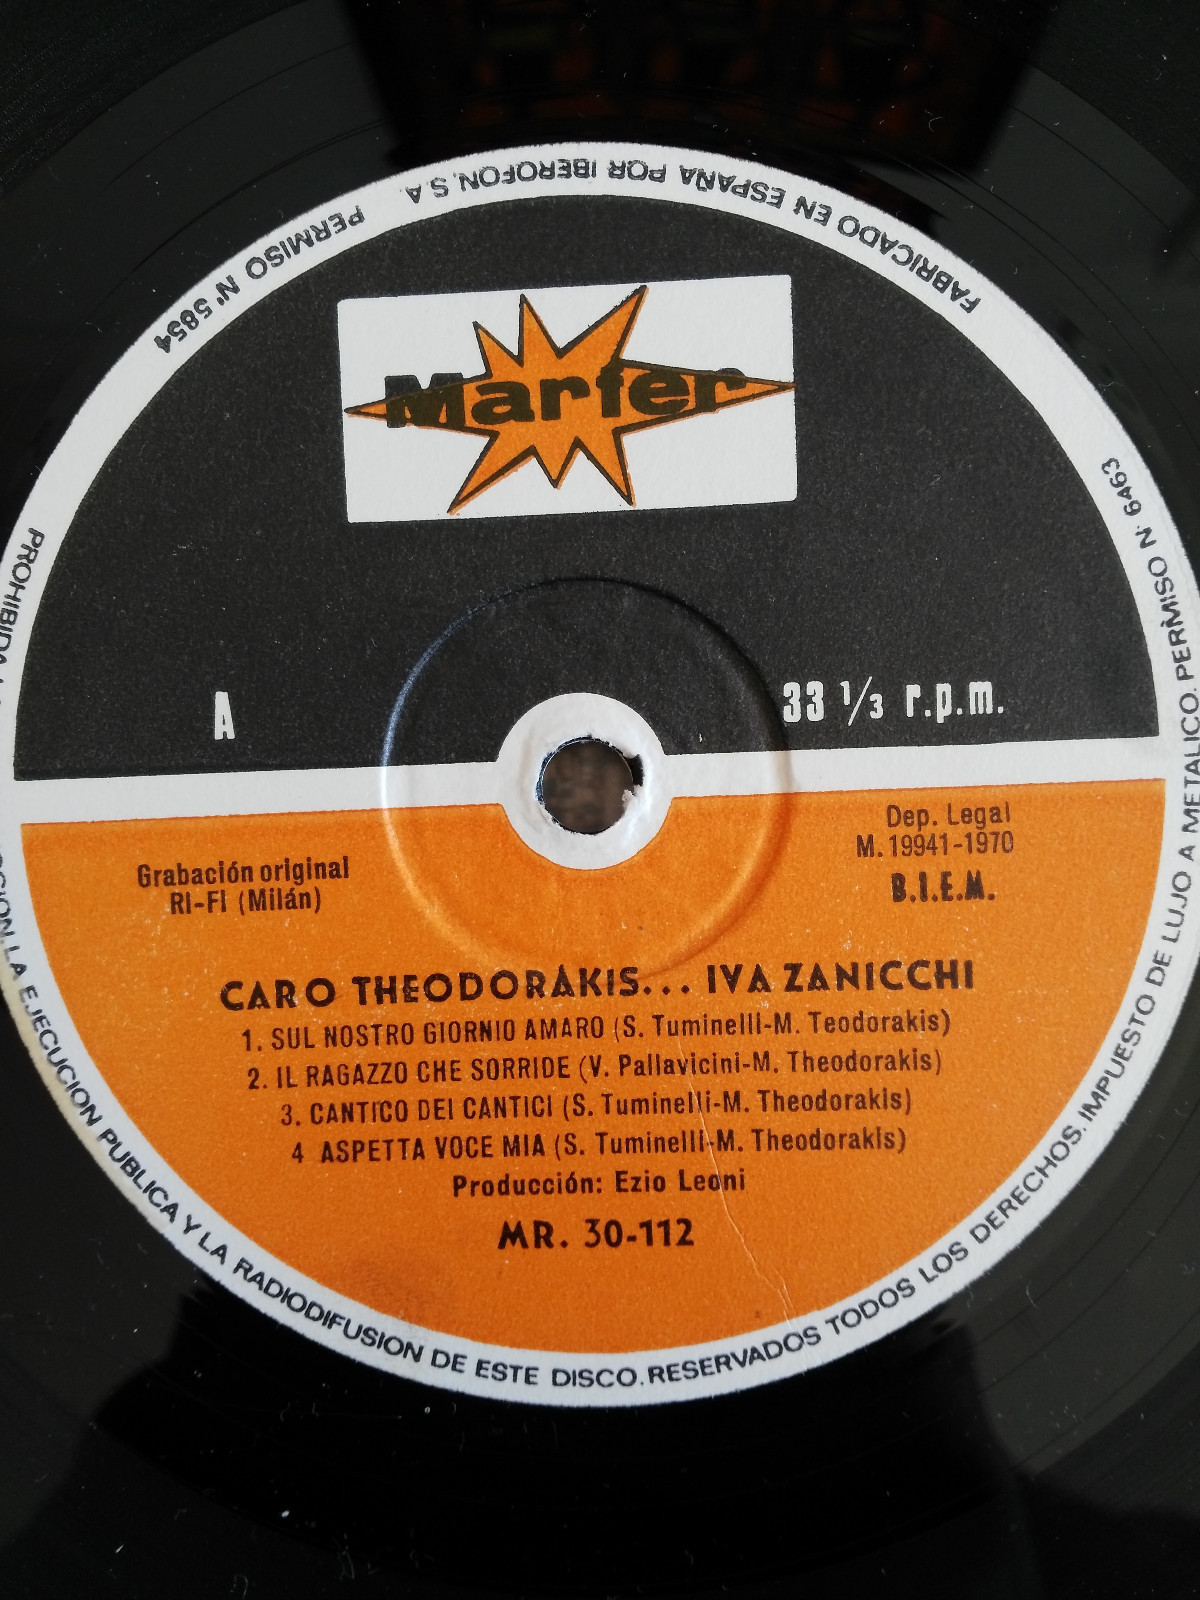 FABRICADO EN ESPAÑA POR IBEROFON, S.A. PERMISO Nº 5854
Marfer
A
33 1/3 r.p.m.
Grabación original
RI-FI (Milán)
Dep. Legal
M. 19941-1970
B.I.E.M.
CARO THEODORAKIS... IVA ZANICCHI
1. SUL NOSTRO GIORNIO AMARO (S. Tuminelli-M. Teodorakis)
2. IL RAGAZZO CHE SORRIDE (V. Pallavicini-M. Theodorakis)
3. CANTICO DEI CANTICI (S. Tuminelli-M. Theodorakis)
4 ASPETTA VOCE MIA (S. Tuminelli-M. Theodorakis)
Producción: Ezio Leoni
MR. 30-112
PROHIBIDA LA EJECUCION PUBLICA Y LA RADIODIFUSION DE ESTE DISCO. RESERVADOS TODOS LOS DERECHOS. IMPUESTO DE LUJO A METALICO. PERMISO Nº 6463